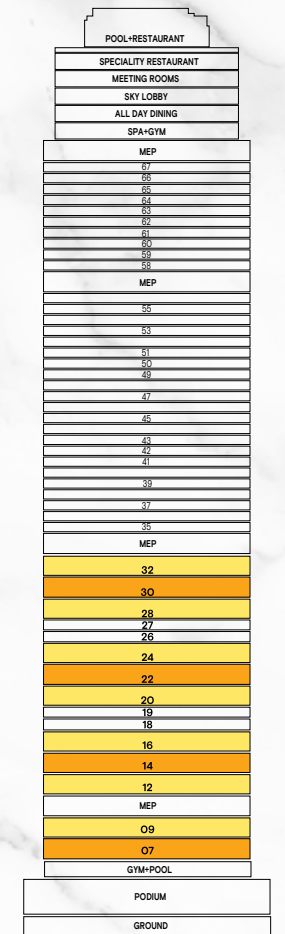 POOL+RESTAURANT
SPECIALITY RESTAURANT
MEETING ROOMS
SKY LOBBY
ALL DAY DINING
SPA+GYM
MEP
67
66
65
64
63
62
61
60
59
58
MEP
55
53
51
50
49
47
45
43
42
41
39
37
35
MEP
32
30
28
27
26
24
22
20
19
18
16
14
12
MEP
09
07
GYM+POOL
PODIUM
GROUND